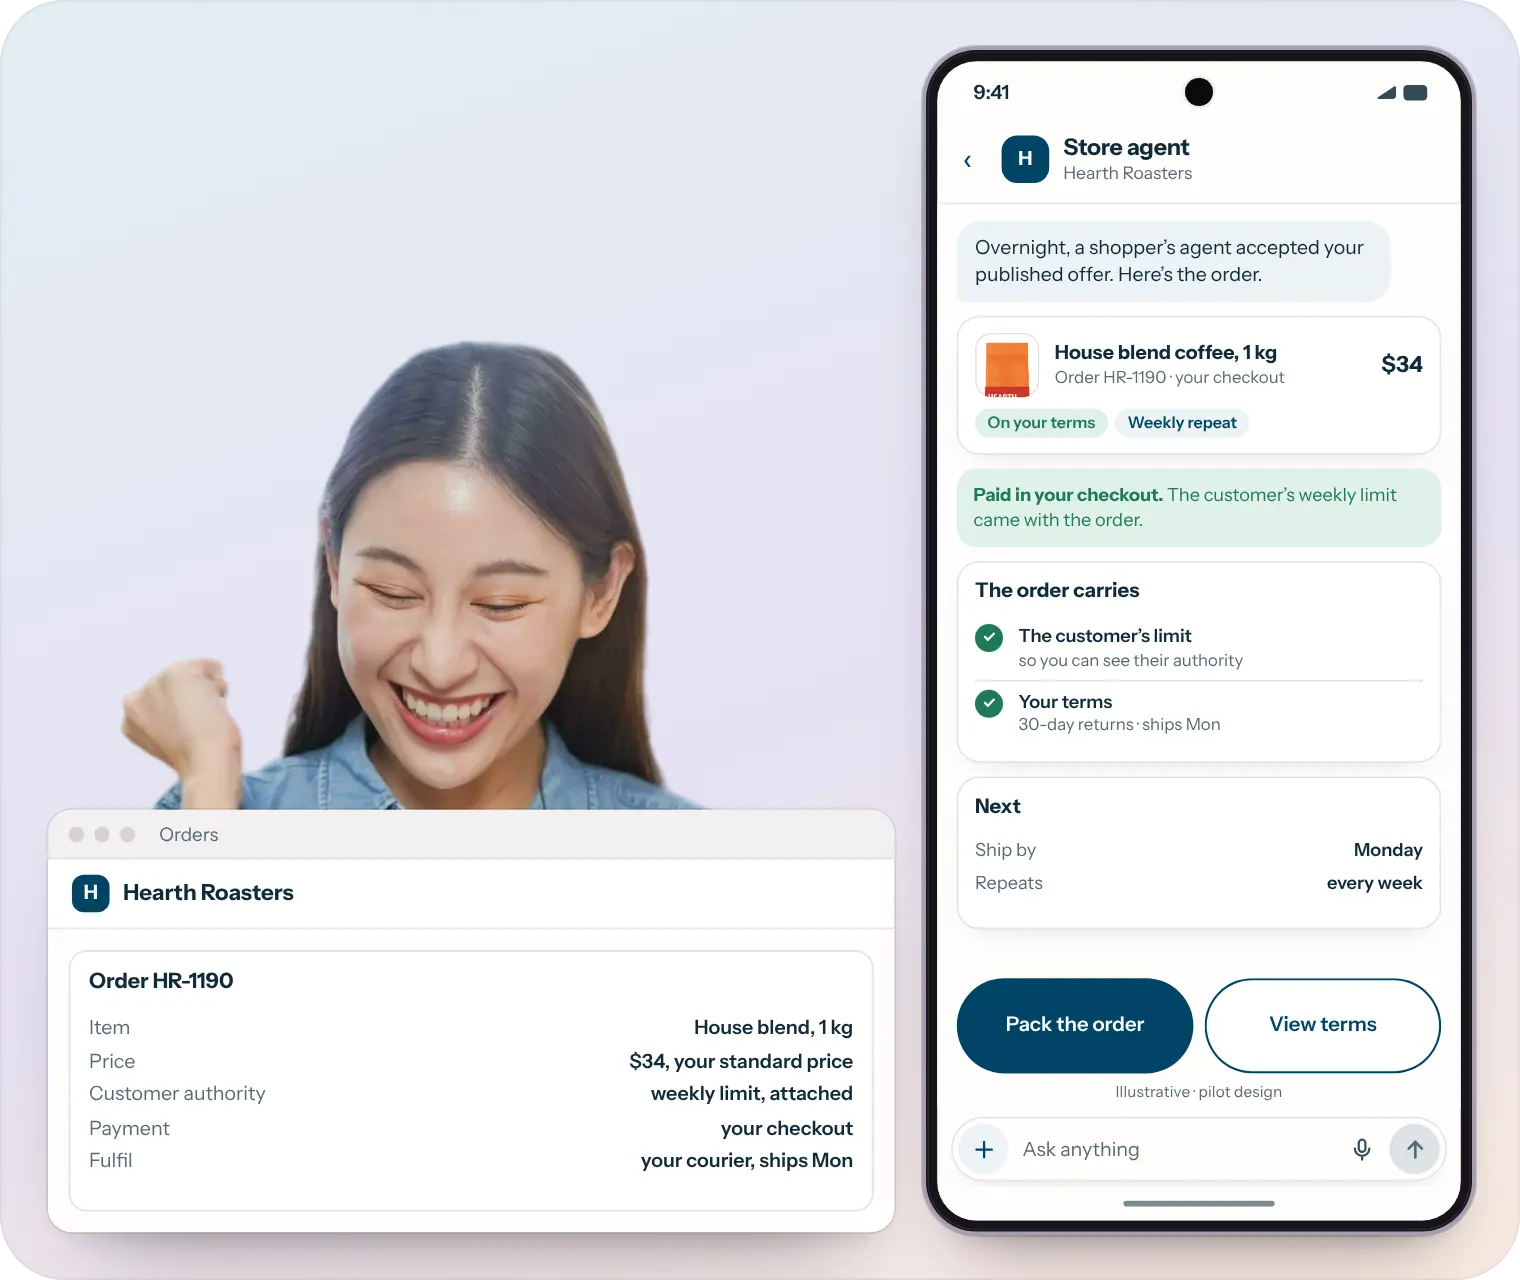 9:41
‹
H
Store agent
Hearth Roasters
Overnight, a shopper's agent accepted your
published offer. Here's the order.
HEARTH
House blend coffee, 1 kg
Order HR-1190 · your checkout
$34
On your terms
Weekly repeat
Paid in your checkout. The customer's weekly limit
came with the order.
The order carries
The customer's limit
so you can see their authority
Your terms
30-day returns · ships Mon
Next
Ship by
Monday
Repeats
every week
Pack the order
View terms
Illustrative · pilot design
Ask anything
Orders
H
Hearth Roasters
Order HR-1190
Item
House blend, 1 kg
Price
$34, your standard price
Customer authority
weekly limit, attached
Payment
your checkout
Fulfil
your courier, ships Mon